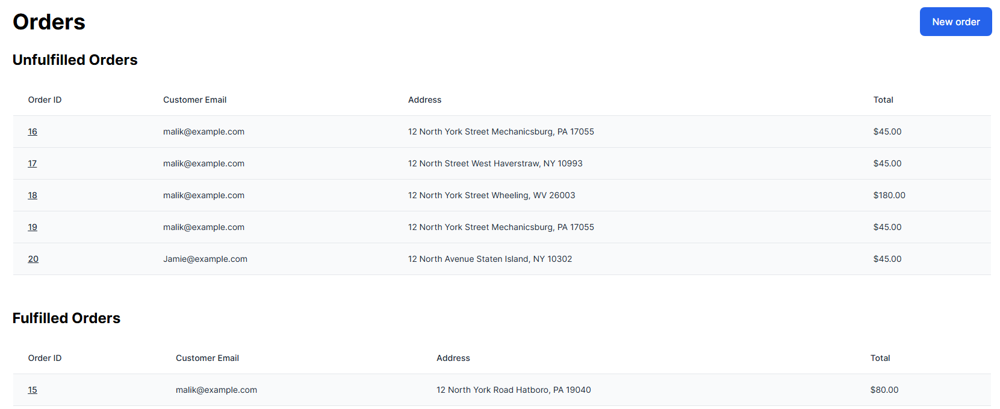 Orders
New order
Unfulfilled Orders
Order ID Customer Email Address Total
16 malik@example.com 12 North York Street Mechanicsburg, PA 17055 $45.00
17 malik@example.com 12 North Street West Haverstraw, NY 10993 $45.00
18 malik@example.com 12 North York Street Wheeling, WV 26003 $180.00
19 malik@example.com 12 North York Street Mechanicsburg, PA 17055 $45.00
20 Jamie@example.com 12 North Avenue Staten Island, NY 10302 $45.00
Fulfilled Orders
Order ID Customer Email Address Total
15 malik@example.com 12 North York Road Hatboro, PA 19040 $80.00